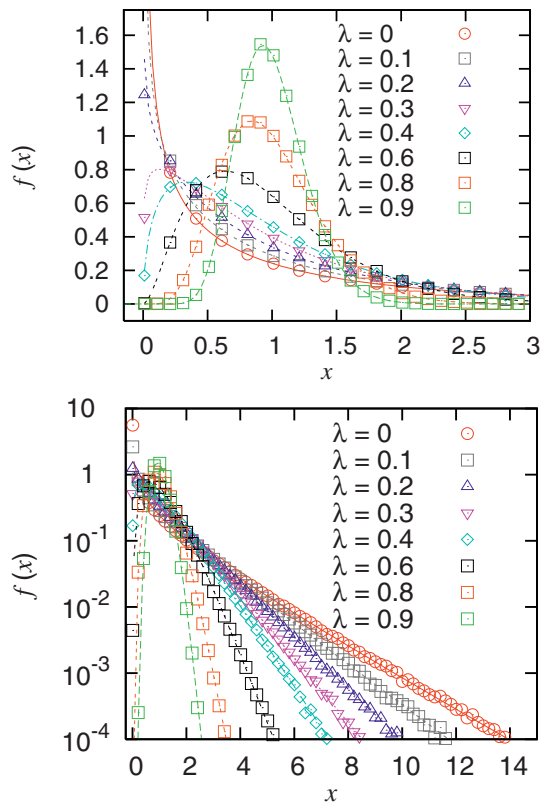 1.6
1.4
1.2
1
0.8
0.6
0.4
0.2
0
f (x)
λ = 0
λ = 0.1
λ = 0.2
λ = 0.3
λ = 0.4
λ = 0.6
λ = 0.8
λ = 0.9
0 0.5 1 1.5 2 2.5 3
x
10
1
10⁻¹
10⁻²
10⁻³
10⁻⁴
f (x)
λ = 0
λ = 0.1
λ = 0.2
λ = 0.3
λ = 0.4
λ = 0.6
λ = 0.8
λ = 0.9
0 2 4 6 8 10 12 14
x